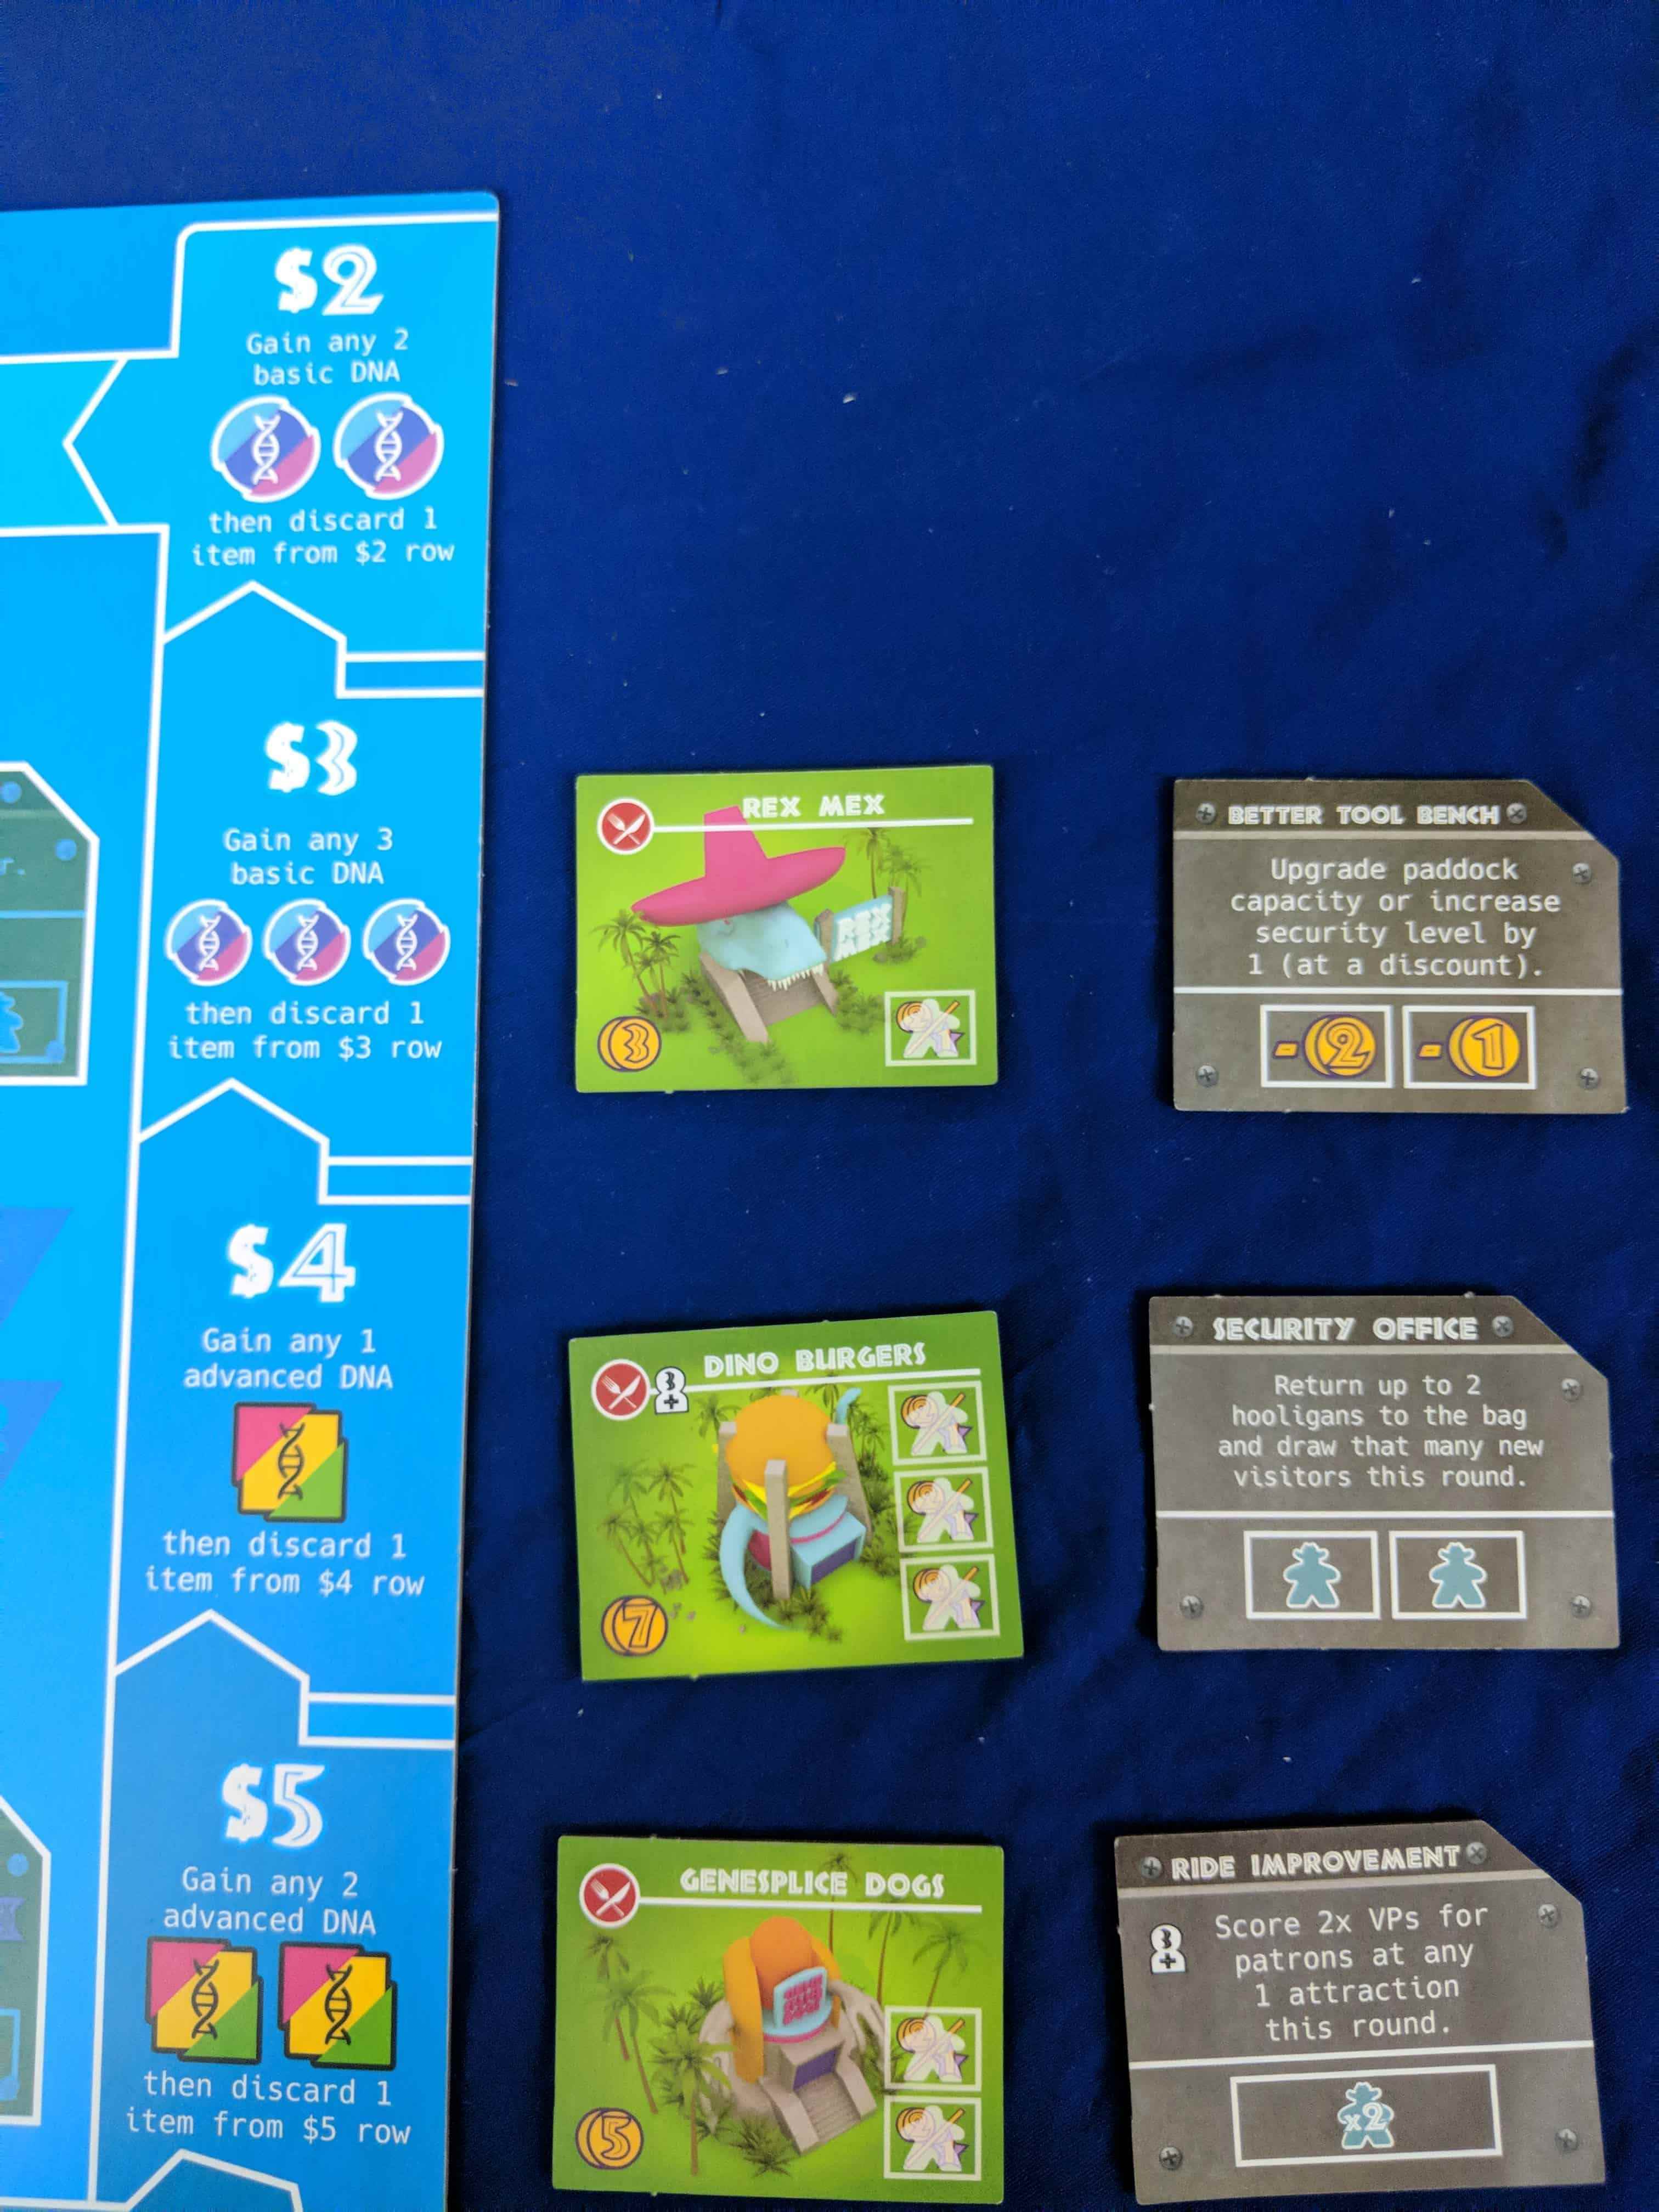 $2
Gain any 2
basic DNA
then discard 1
item from $2 row
$3
Gain any 3
basic DNA
then discard 1
item from $3 row
$4
Gain any 1
advanced DNA
then discard 1
item from $4 row
$5
Gain any 2
advanced DNA
then discard 1
item from $5 row
r.
REX MEX
REX
MEX
3
DINO BURGERS
3
+
7
GENESPLICE DOGS
5
BETTER TOOL BENCH
Upgrade paddock
capacity or increase
security level by
1 (at a discount).
-2 -1
SECURITY OFFICE
Return up to 2
hooligans to the bag
and draw that many new
visitors this round.
RIDE IMPROVEMENT
3
+
Score 2x VPs for
patrons at any
1 attraction
this round.
x2